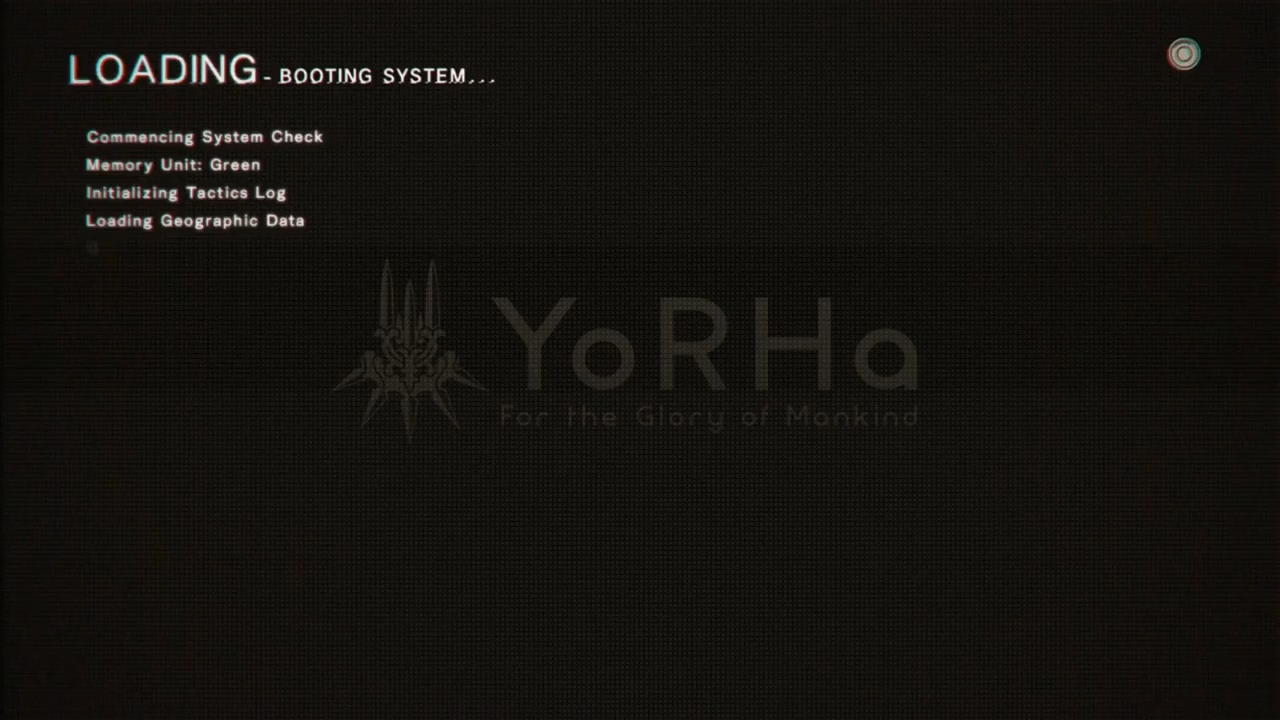 LOADING - BOOTING SYSTEM...
Commencing System Check
Memory Unit: Green
Initializing Tactics Log
Loading Geographic Data
YoRHa
For the Glory of Mankind